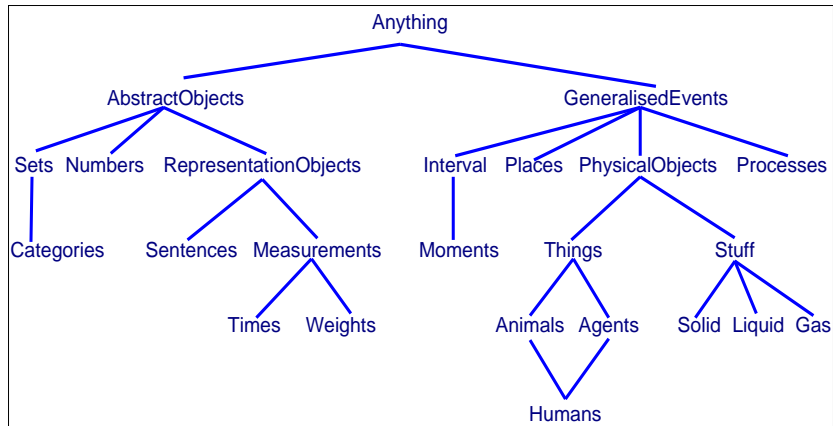 Anything
AbstractObjects GeneralisedEvents
Sets Numbers RepresentationObjects Interval Places PhysicalObjects Processes
Categories Sentences Measurements Moments Things Stuff
Times Weights Animals Agents Solid Liquid Gas
Humans